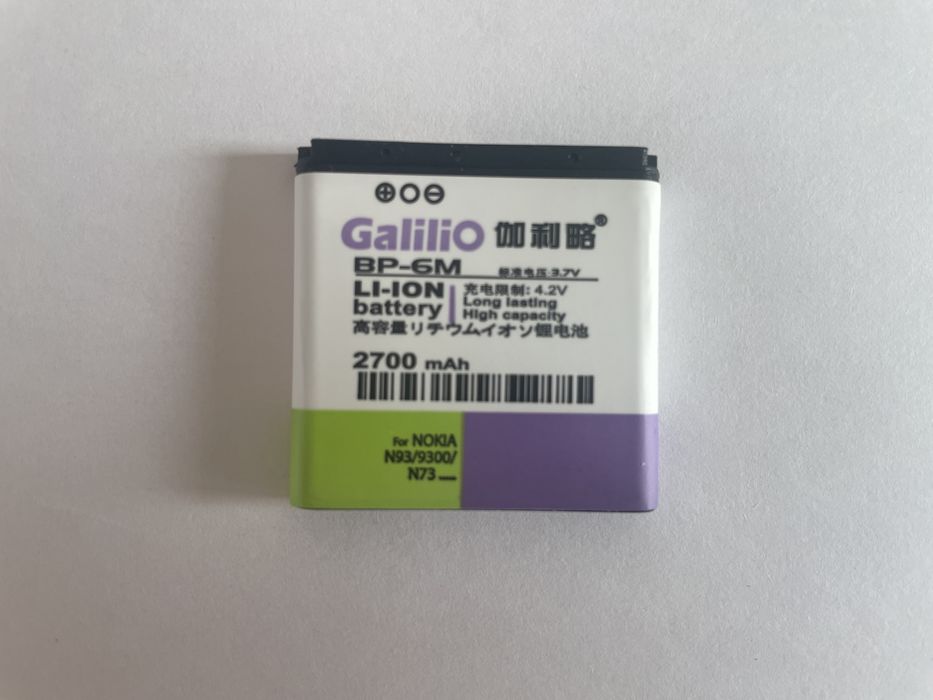 ⊕○⊖
GaliliO 伽利略®
BP-6M 标准电压:3.7V
LI-ION 充电限制: 4.2V
battery Long lasting
High capacity
高容量リチウムイオン锂电池
2700 mAh
For NOKIA
N93/9300/
N73